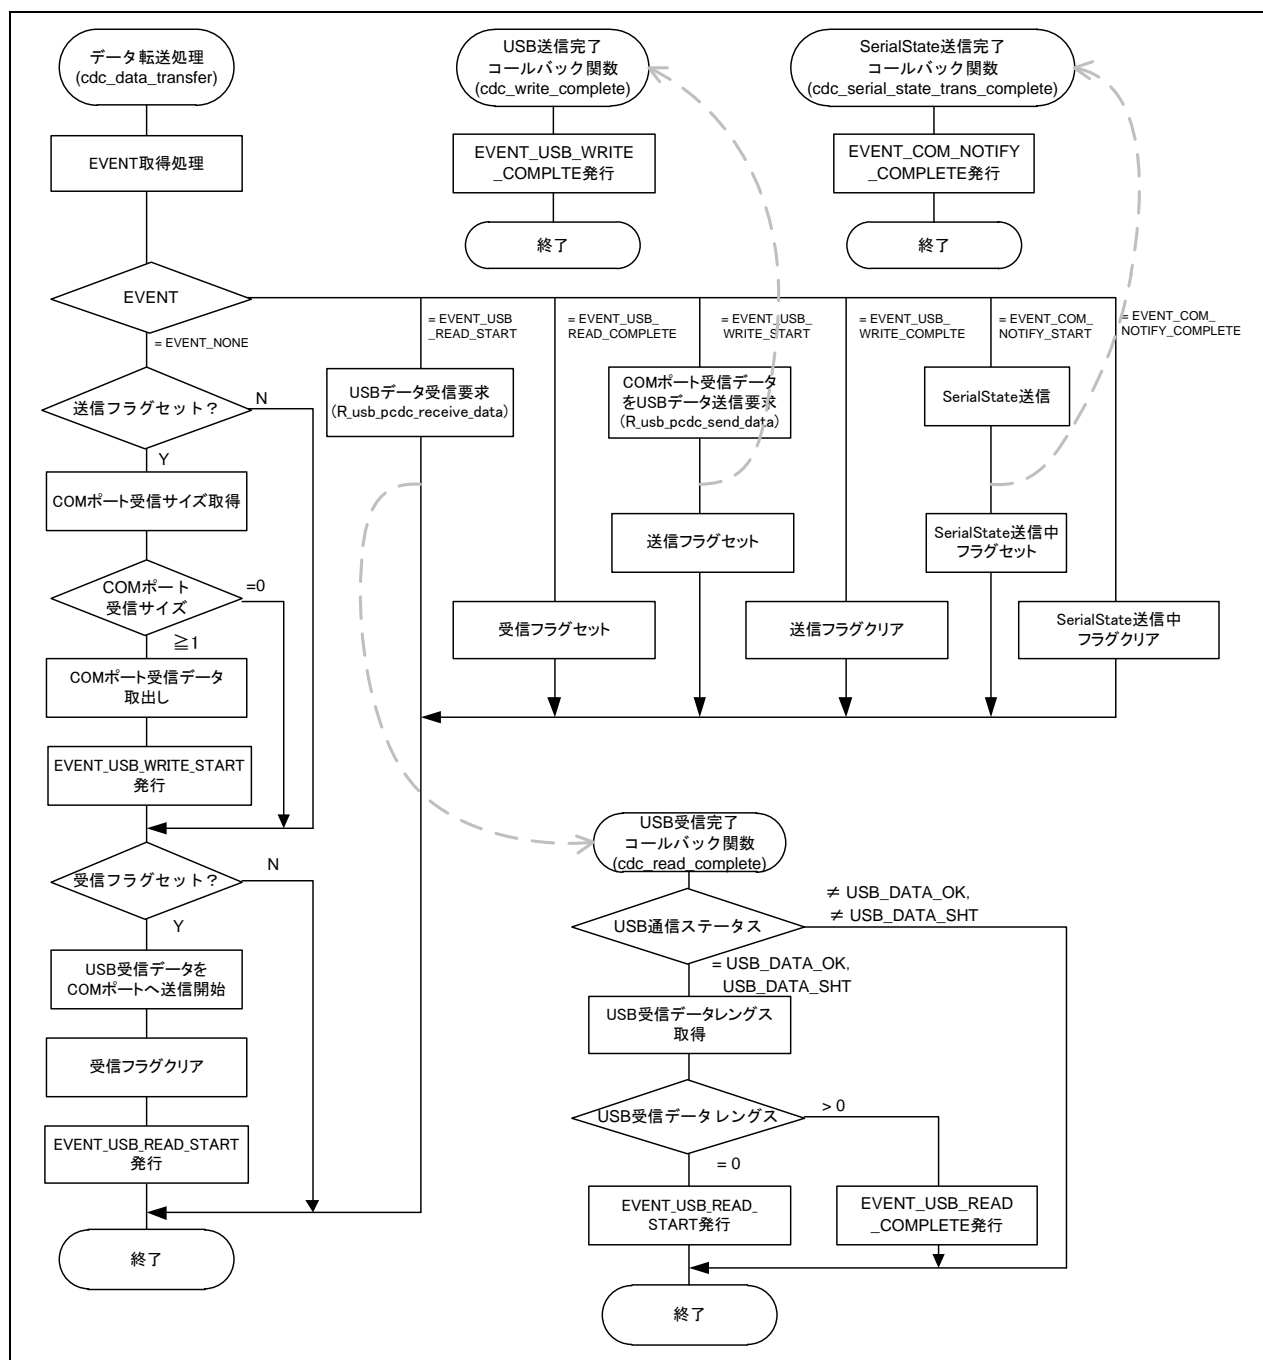 データ転送処理
(cdc_data_transfer)
EVENT取得処理
EVENT
= EVENT_NONE
送信フラグセット？
N
Y
COMポート受信サイズ取得
COMポート
受信サイズ
=0
≧1
COMポート受信データ
取出し
EVENT_USB_WRITE_START
発行
受信フラグセット？
N
Y
USB受信データを
COMポートへ送信開始
受信フラグクリア
EVENT_USB_READ_START
発行
終了
USB送信完了
コールバック関数
(cdc_write_complete)
EVENT_USB_WRITE
_COMPLTE発行
終了
SerialState送信完了
コールバック関数
(cdc_serial_state_trans_complete)
EVENT_COM_NOTIFY
_COMPLETE発行
終了
= EVENT_USB
_READ_START
USBデータ受信要求
(R_usb_pcdc_receive_data)
= EVENT_USB_
READ_COMPLETE
受信フラグセット
= EVENT_USB_
WRITE_START
COMポート受信データ
をUSBデータ送信要求
(R_usb_pcdc_send_data)
送信フラグセット
= EVENT_USB_
WRITE_COMPLETE
送信フラグクリア
= EVENT_COM_
NOTIFY_START
SerialState送信
SerialState送信中
フラグセット
= EVENT_COM_
NOTIFY_COMPLETE
SerialState送信中
フラグクリア
USB受信完了
コールバック関数
(cdc_read_complete)
USB通信ステータス
≠ USB_DATA_OK,
≠ USB_DATA_SHT
= USB_DATA_OK,
USB_DATA_SHT
USB受信データレングス
取得
USB受信データレングス
> 0
= 0
EVENT_USB_READ_
START発行
EVENT_USB_READ
_COMPLETE発行
終了